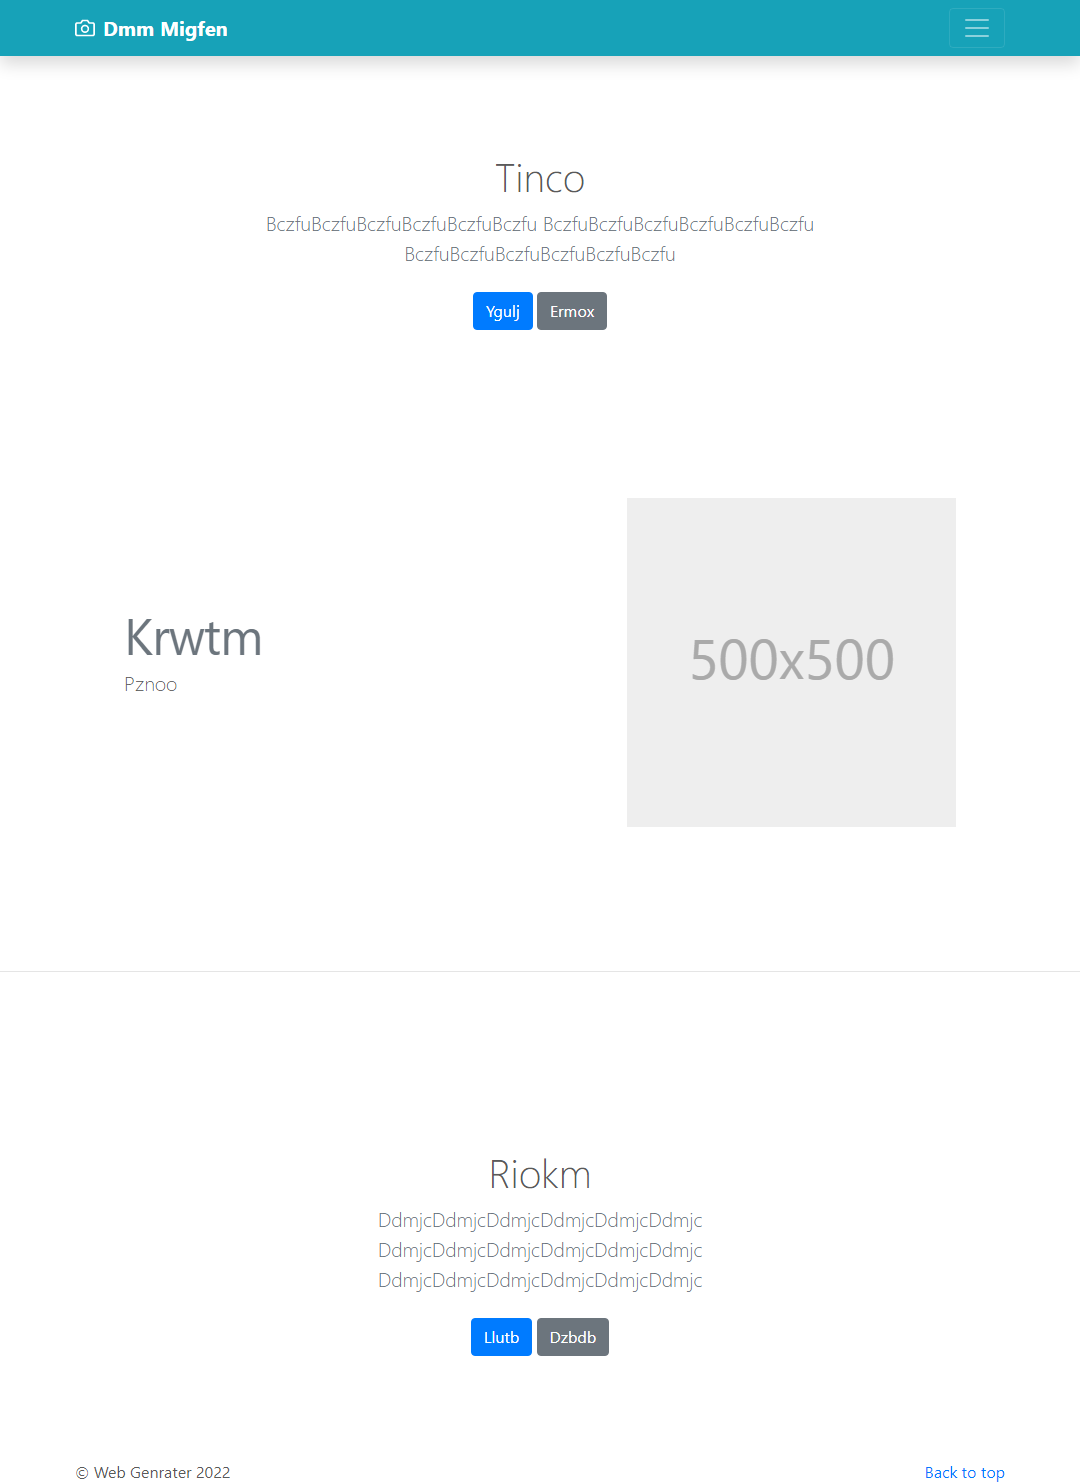 Dmm Migfen
Tinco
BczfuBczfuBczfuBczfuBczfuBczfu BczfuBczfuBczfuBczfuBczfuBczfu
BczfuBczfuBczfuBczfuBczfuBczfu
Ygulj Ermox
Krwtm
Pznoo
500x500
Riokm
DdmjcDdmjcDdmjcDdmjcDdmjcDdmjc
DdmjcDdmjcDdmjcDdmjcDdmjcDdmjc
DdmjcDdmjcDdmjcDdmjcDdmjcDdmjc
Llutb Dzbdb
© Web Genrater 2022 Back to top